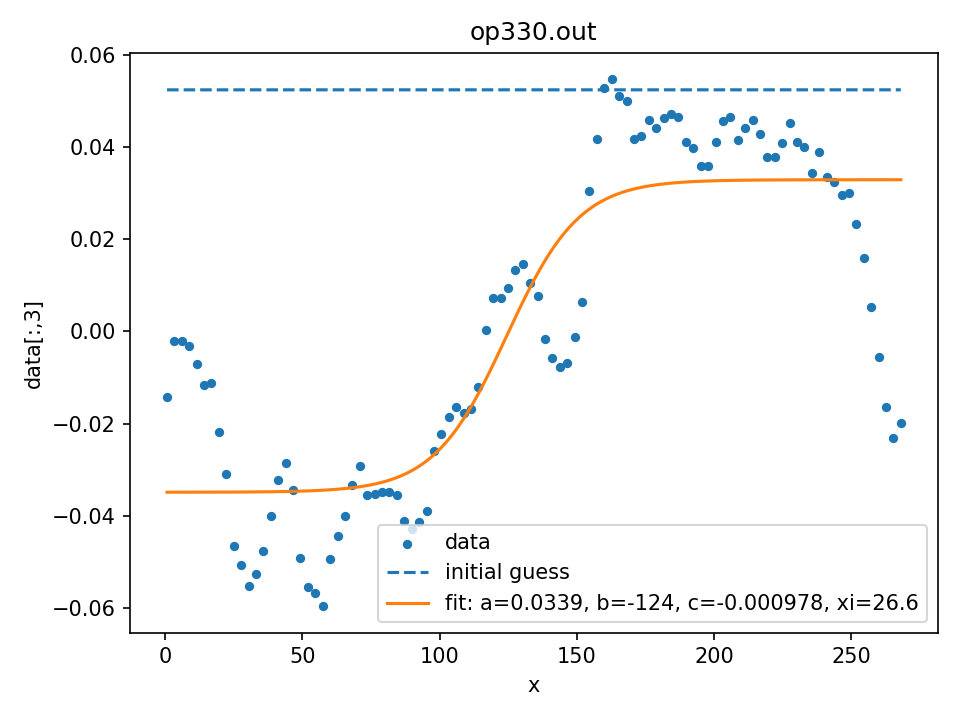 op330.out
0.06
0.04
0.02
0.00
−0.02
−0.04
−0.06
data[:,3]
data
initial guess
fit: a=0.0339, b=-124, c=-0.000978, xi=26.6
0 50 100 150 200 250
x